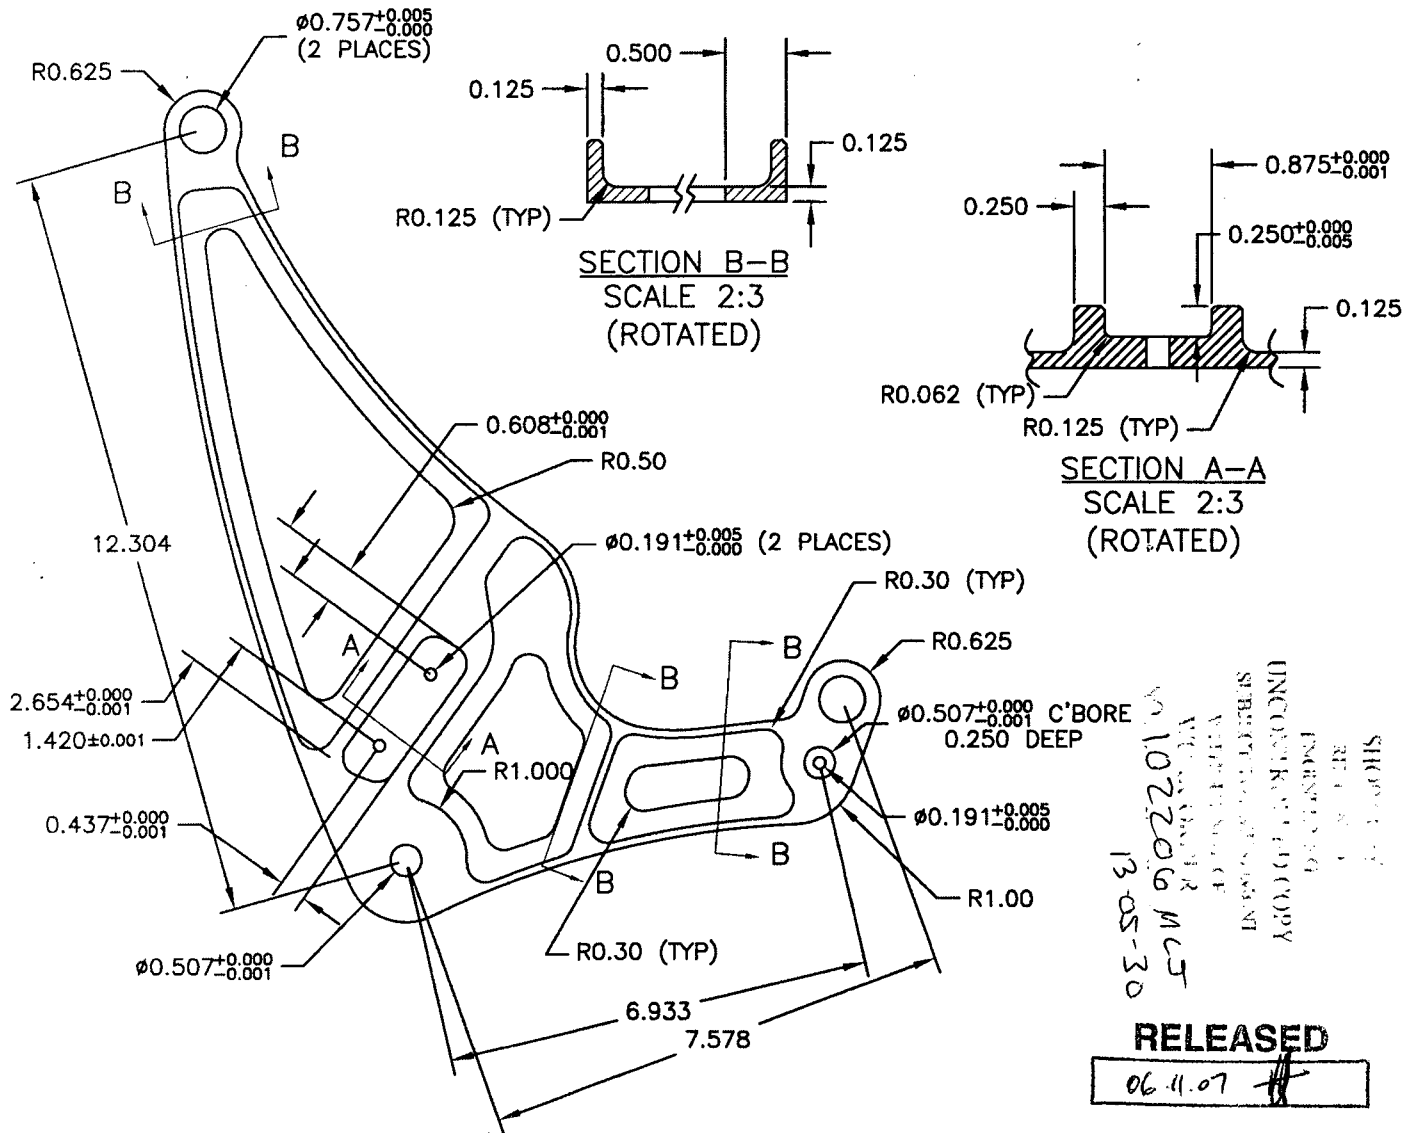 ø0.757+0.005
-0.000
(2 PLACES)
R0.625
0.500
0.125
0.125
R0.125 (TYP)
SECTION B-B
SCALE 2:3
(ROTATED)
0.875+0.000
-0.001
0.250
0.250+0.000
-0.005
0.125
R0.062 (TYP)
R0.125 (TYP)
SECTION A-A
SCALE 2:3
(ROTATED)
B
B
0.608+0.000
-0.001
R0.50
12.304
ø0.191+0.005
-0.000 (2 PLACES)
R0.30 (TYP)
R0.625
A
B
B
2.654+0.000
-0.001
1.420±0.001
A
R1.000
ø0.507+0.000
-0.001 C'BORE
0.250 DEEP
0.437+0.000
-0.001
ø0.191+0.005
-0.000
B
B
R1.00
R0.30 (TYP)
ø0.507+0.000
-0.001
6.933
7.578
UNCONTROLLED COPY
13-05-30
RELEASED
06.11.07